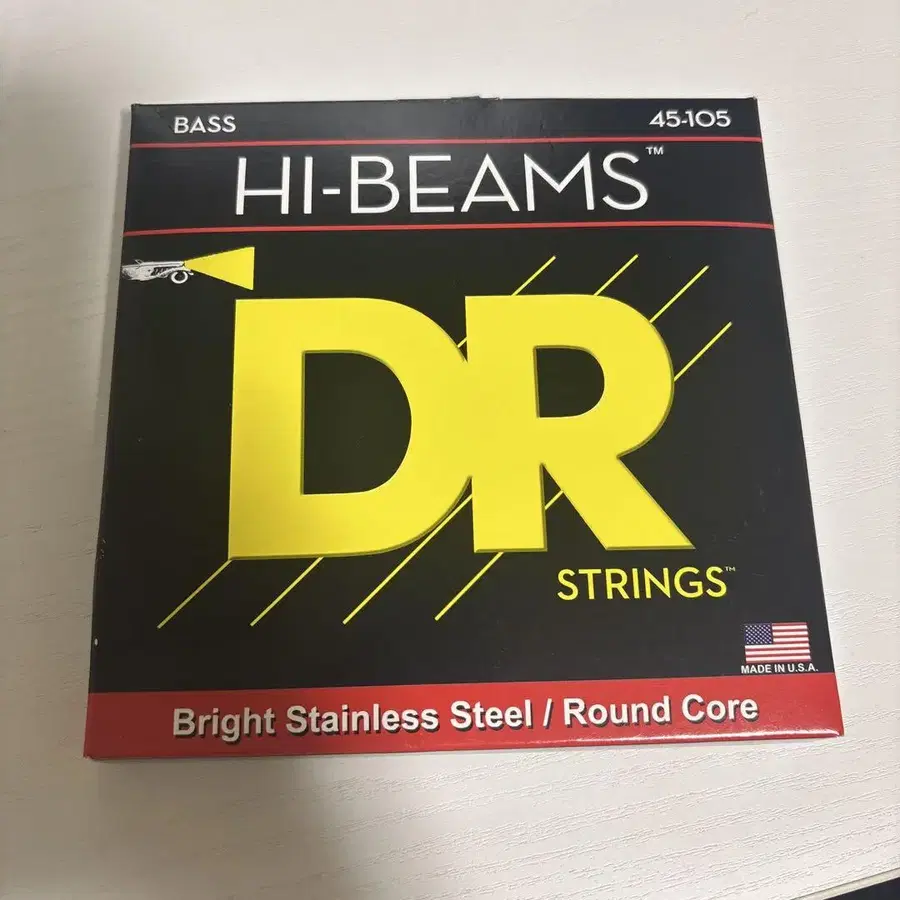 BASS 45-105
HI-BEAMS™
DR
STRINGS™
MADE IN U.S.A.
Bright Stainless Steel / Round Core